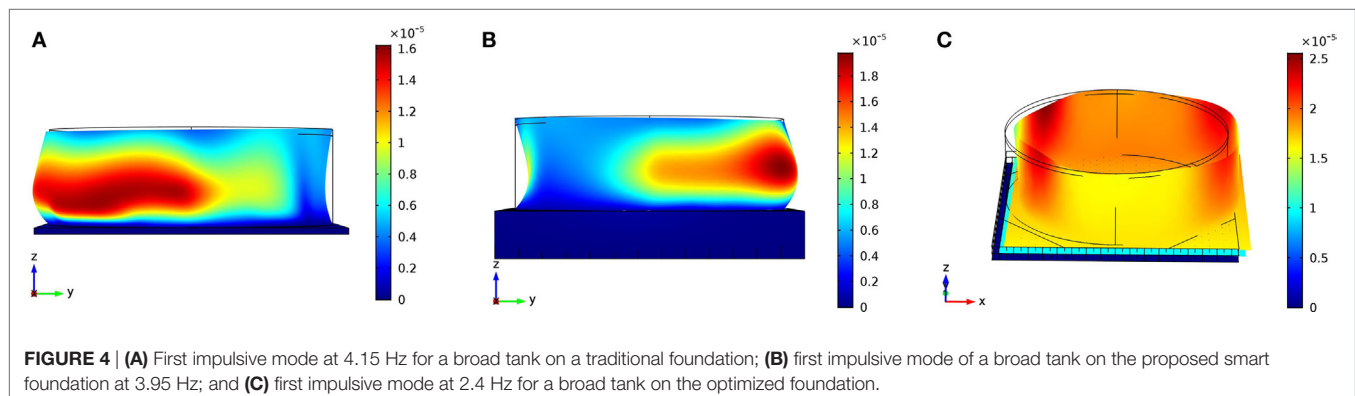 A
×10⁻⁵
1.6
1.4
1.2
1
0.8
0.6
0.4
0.2
0
z
y
B
×10⁻⁵
1.8
1.6
1.4
1.2
1
0.8
0.6
0.4
0.2
0
z
y
C
×10⁻⁵
2.5
2
1.5
1
0.5
0
z
x
FIGURE 4 | (A) First impulsive mode at 4.15 Hz for a broad tank on a traditional foundation; (B) first impulsive mode of a broad tank on the proposed smart
foundation at 3.95 Hz; and (C) first impulsive mode at 2.4 Hz for a broad tank on the optimized foundation.